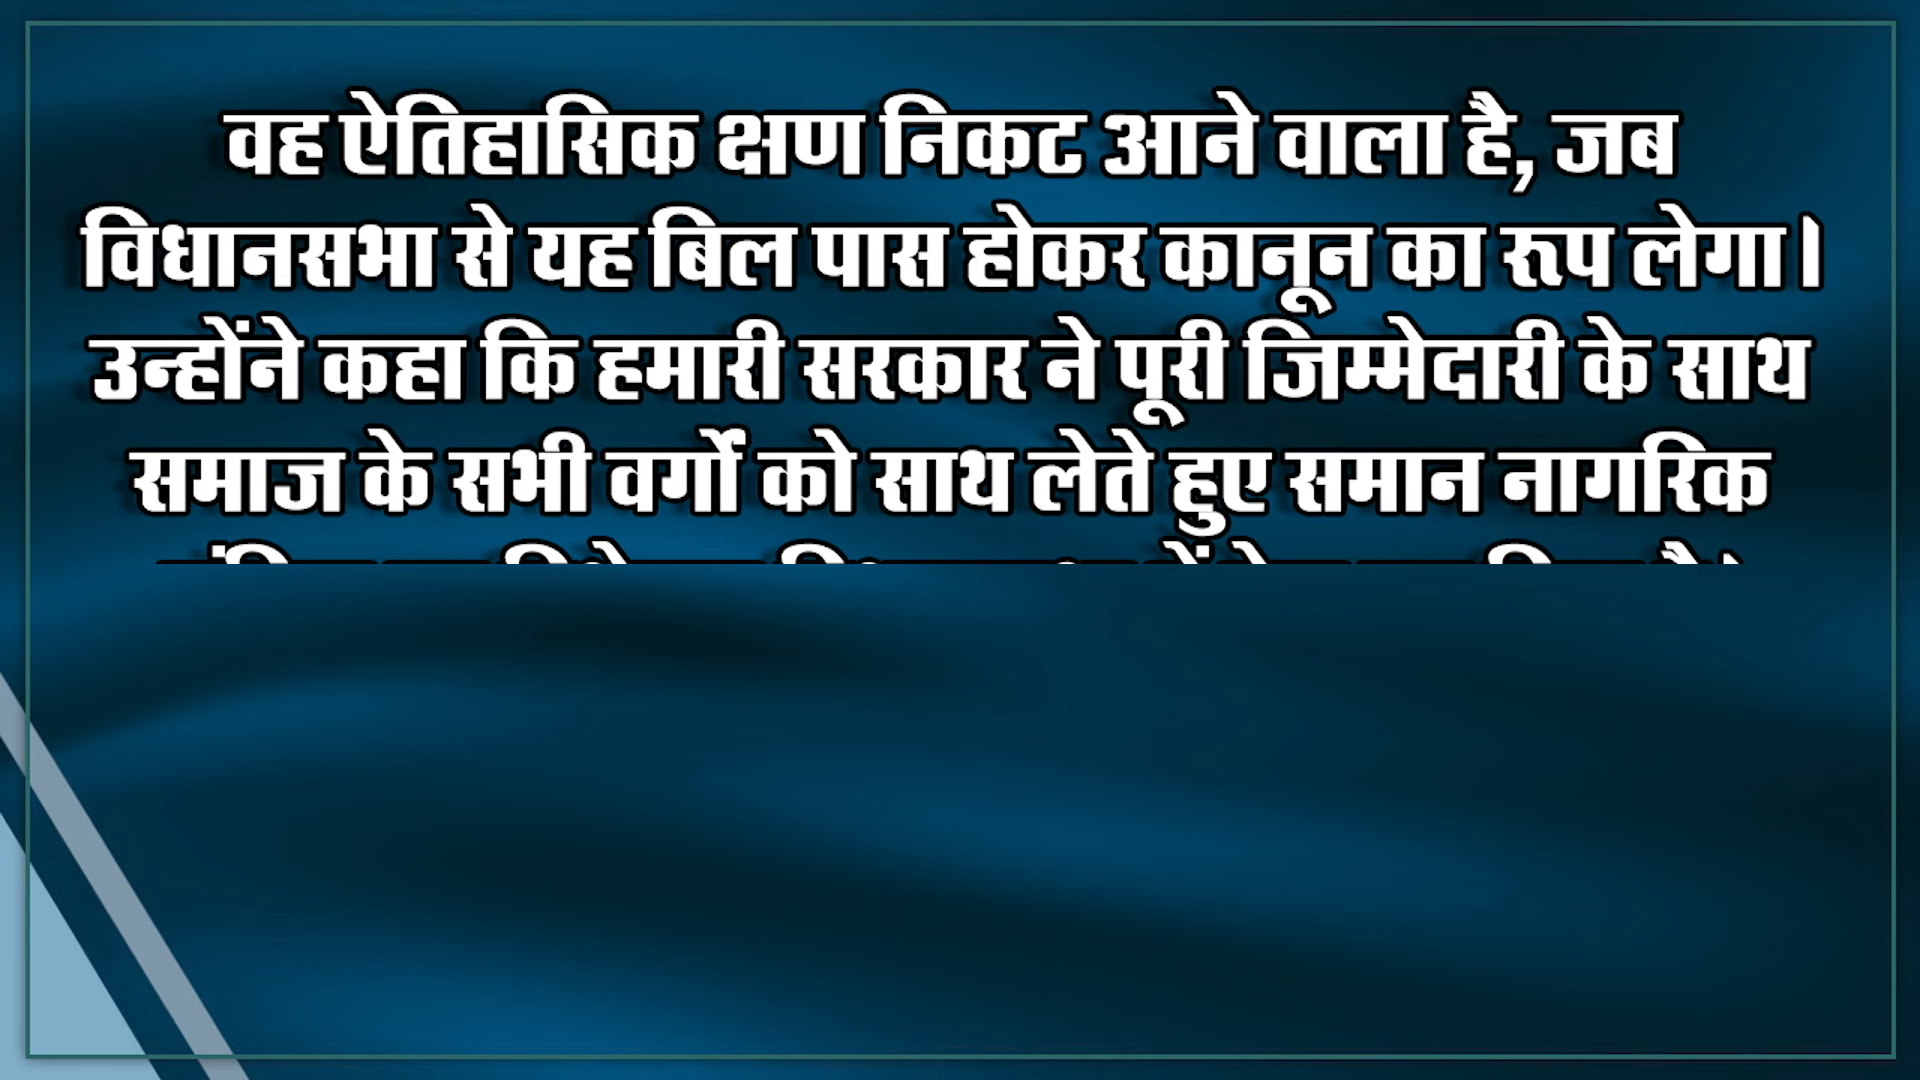 वह ऐतिहासिक क्षण निकट आने वाला है, जब
विधानसभा से यह बिल पास होकर कानून का रूप लेगा।
उन्होंने कहा कि हमारी सरकार ने पूरी जिम्मेदारी के साथ
समाज के सभी वर्गो को साथ लेते हुए समान नागरिक